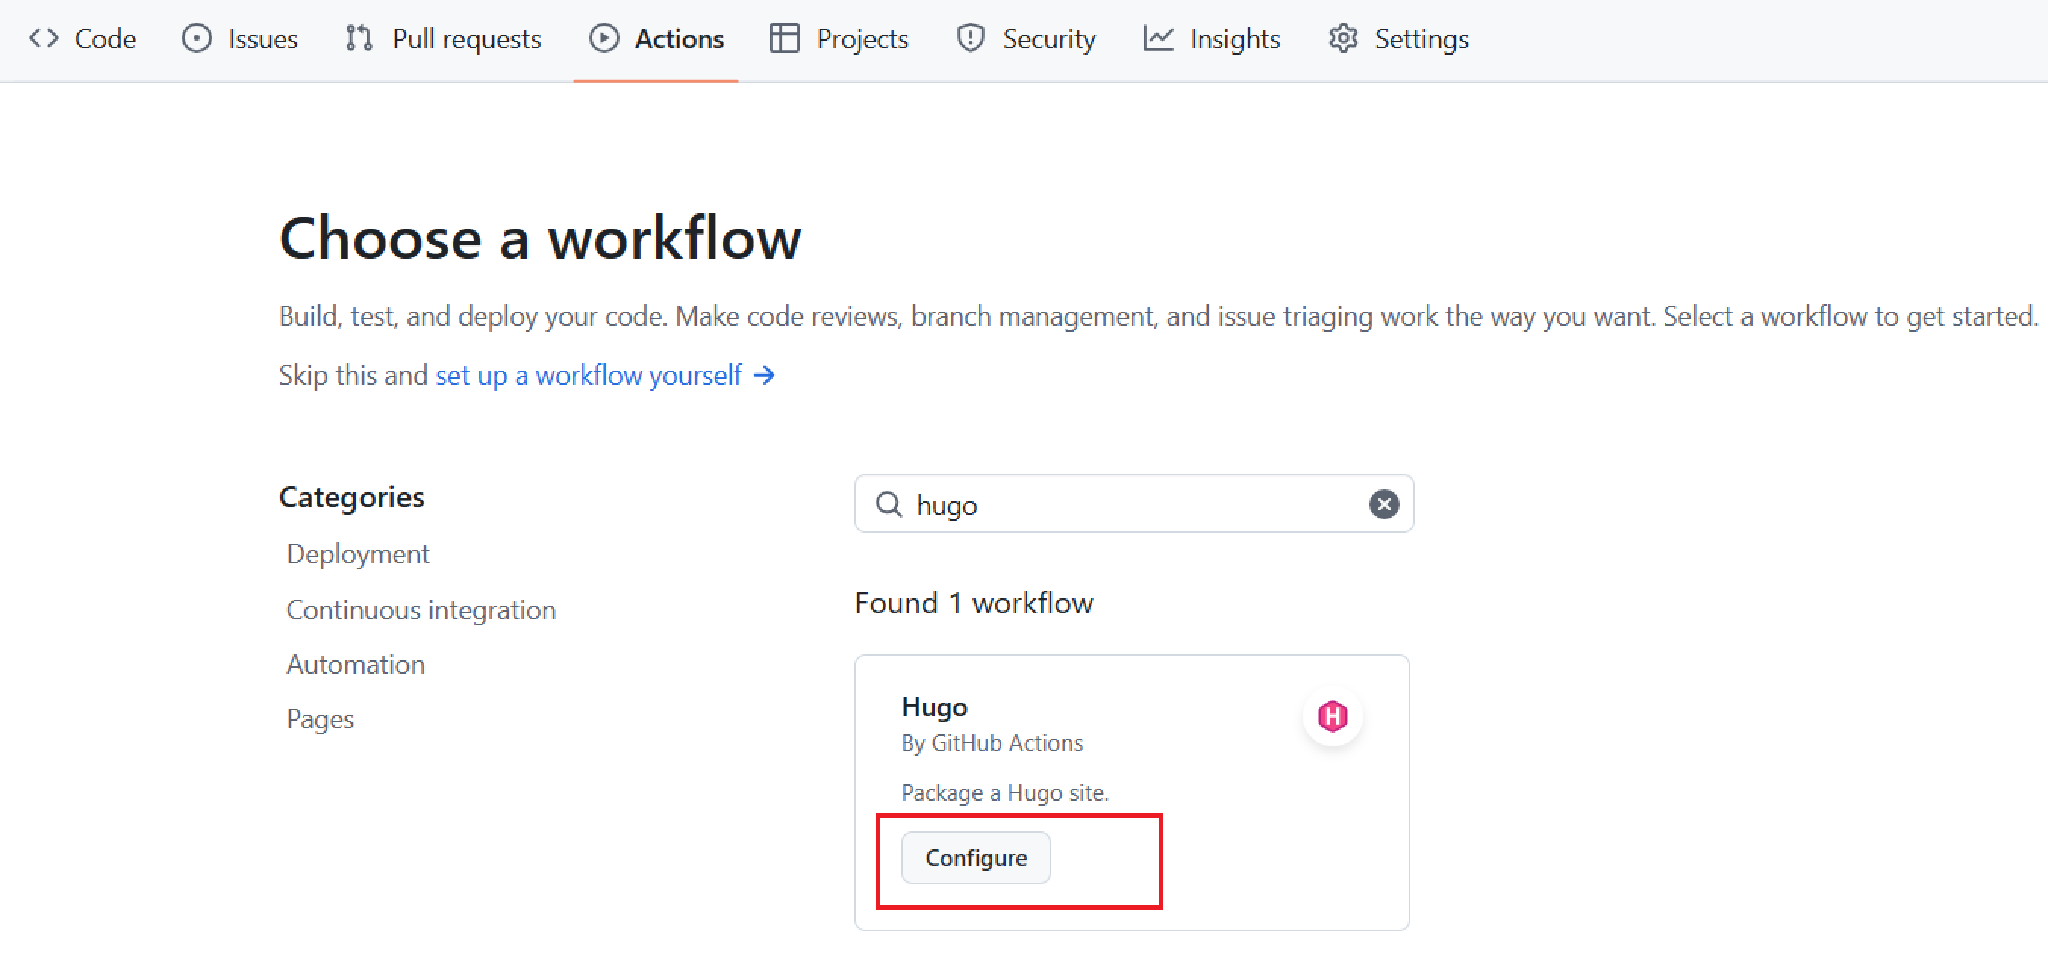 Code Issues Pull requests Actions Projects Security Insights Settings
Choose a workflow
Build, test, and deploy your code. Make code reviews, branch management, and issue triaging work the way you want. Select a workflow to get started.
Skip this and set up a workflow yourself →
Categories
Deployment
Continuous integration
Automation
Pages
hugo
Found 1 workflow
Hugo
H
By GitHub Actions
Package a Hugo site.
Configure